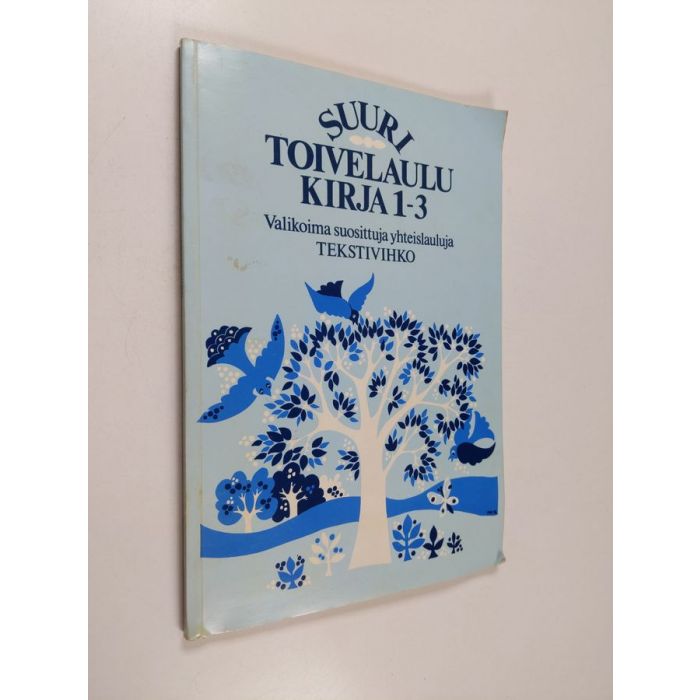 SUURI
TOIVELAULU
KIRJA 1-3
Valikoima suosittuja yhteislauluja
TEKSTIVIHKO